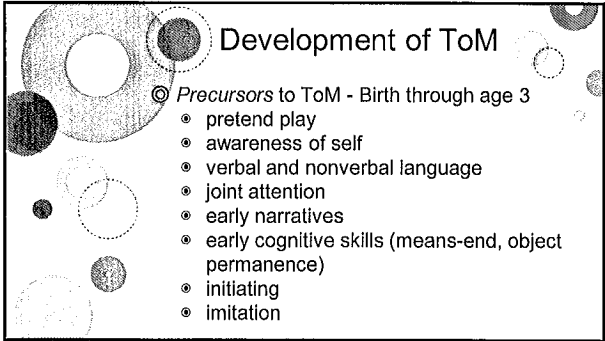 Development of ToM
Precursors to ToM - Birth through age 3
pretend play
awareness of self
verbal and nonverbal language
joint attention
early narratives
early cognitive skills (means-end, object
permanence)
initiating
imitation